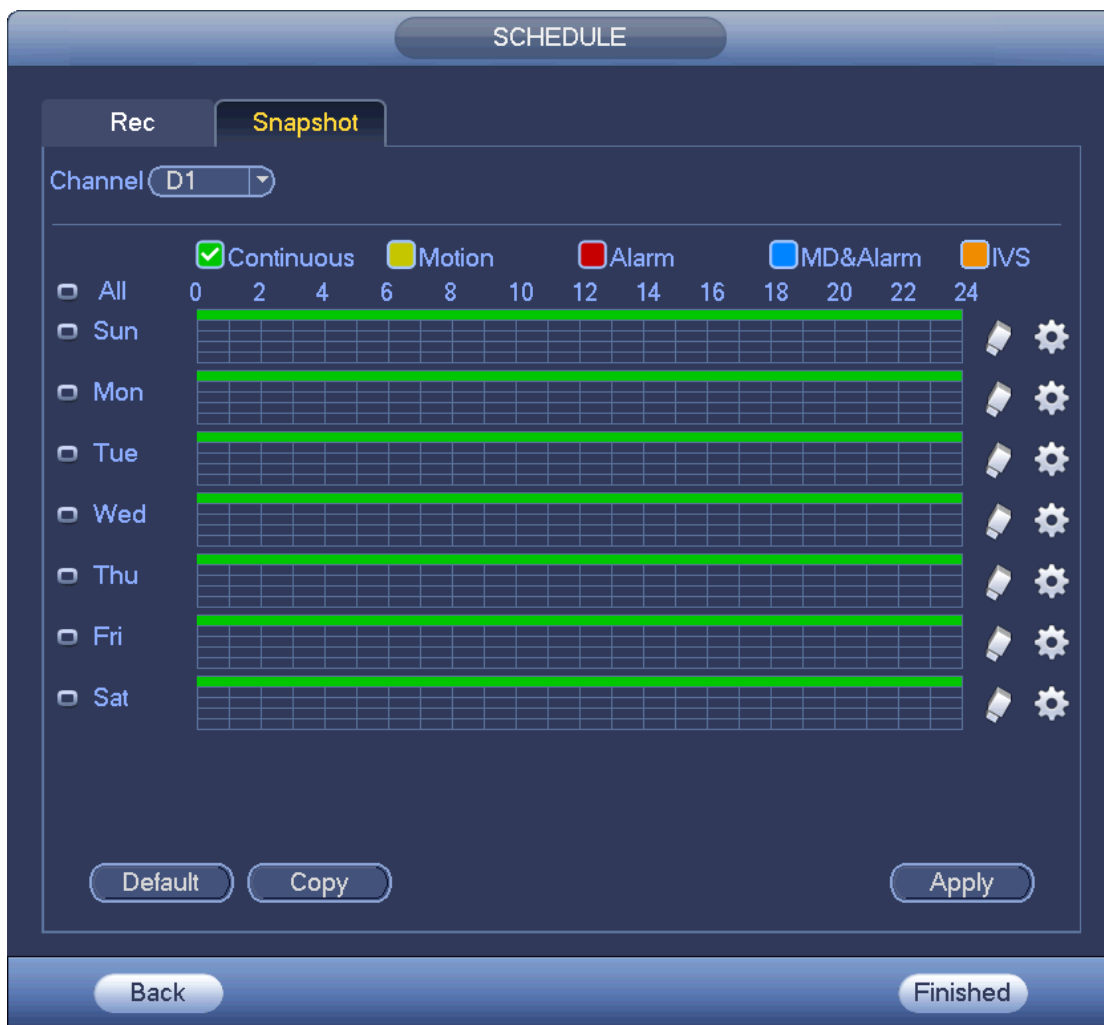 SCHEDULE
Rec Snapshot
Channel D1
Continuous Motion Alarm MD&Alarm IVS
All 0 2 4 6 8 10 12 14 16 18 20 22 24
Sun
Mon
Tue
Wed
Thu
Fri
Sat
Default Copy Apply
Back Finished